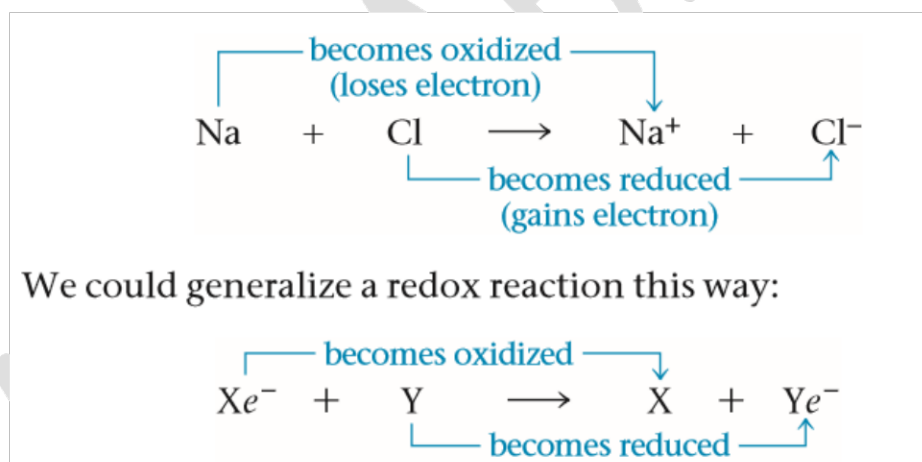 becomes oxidized
(loses electron)
Na + Cl ⟶ Na⁺ + Cl⁻
becomes reduced
(gains electron)
We could generalize a redox reaction this way:
becomes oxidized
Xe⁻ + Y ⟶ X + Ye⁻
becomes reduced